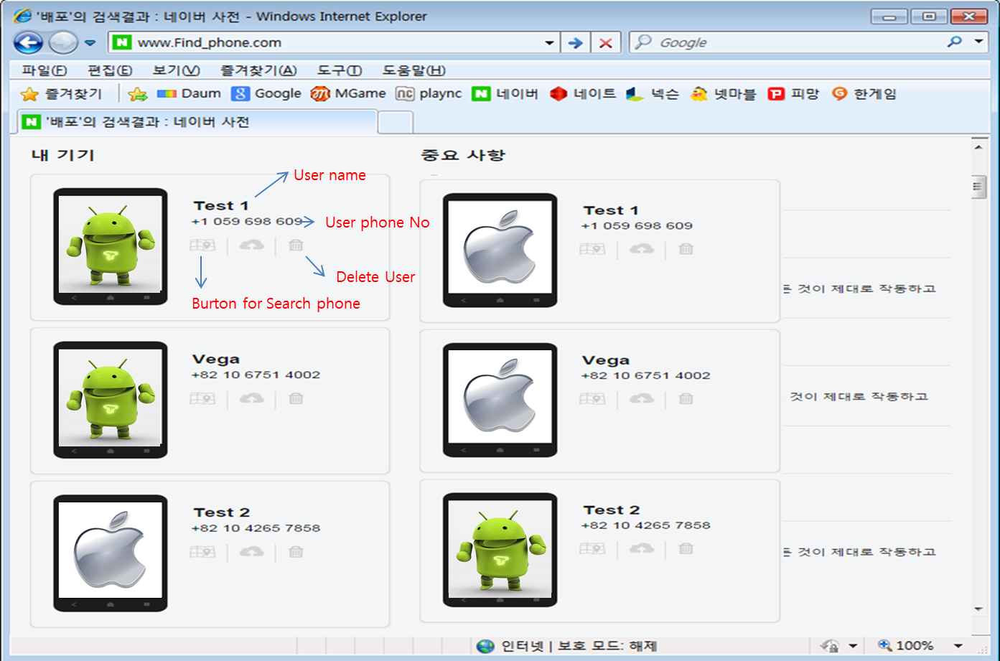 '배포'의 검색결과 : 네이버 사전 - Windows Internet Explorer
www.Find_phone.com
Google
파일(F) 편집(E) 보기(V) 즐겨찾기(A) 도구(T) 도움말(H)
즐겨찾기 Daum Google MGame plaync 네이버 네이트 넥슨 넷마블 피망 한게임
'배포'의 검색결과 : 네이버 사전
내 기기
User name
Test 1
+1 059 698 609
User phone No
Delete User
Burton for Search phone
Vega
+82 10 6751 4002
Test 2
+82 10 4265 7858
중요 사항
Test 1
+1 059 698 609
것이 제대로 작동하고
Vega
+82 10 6751 4002
것이 제대로 작동하고
Test 2
+82 10 4265 7858
것이 제대로 작동하고
인터넷 | 보호 모드: 해제
100%